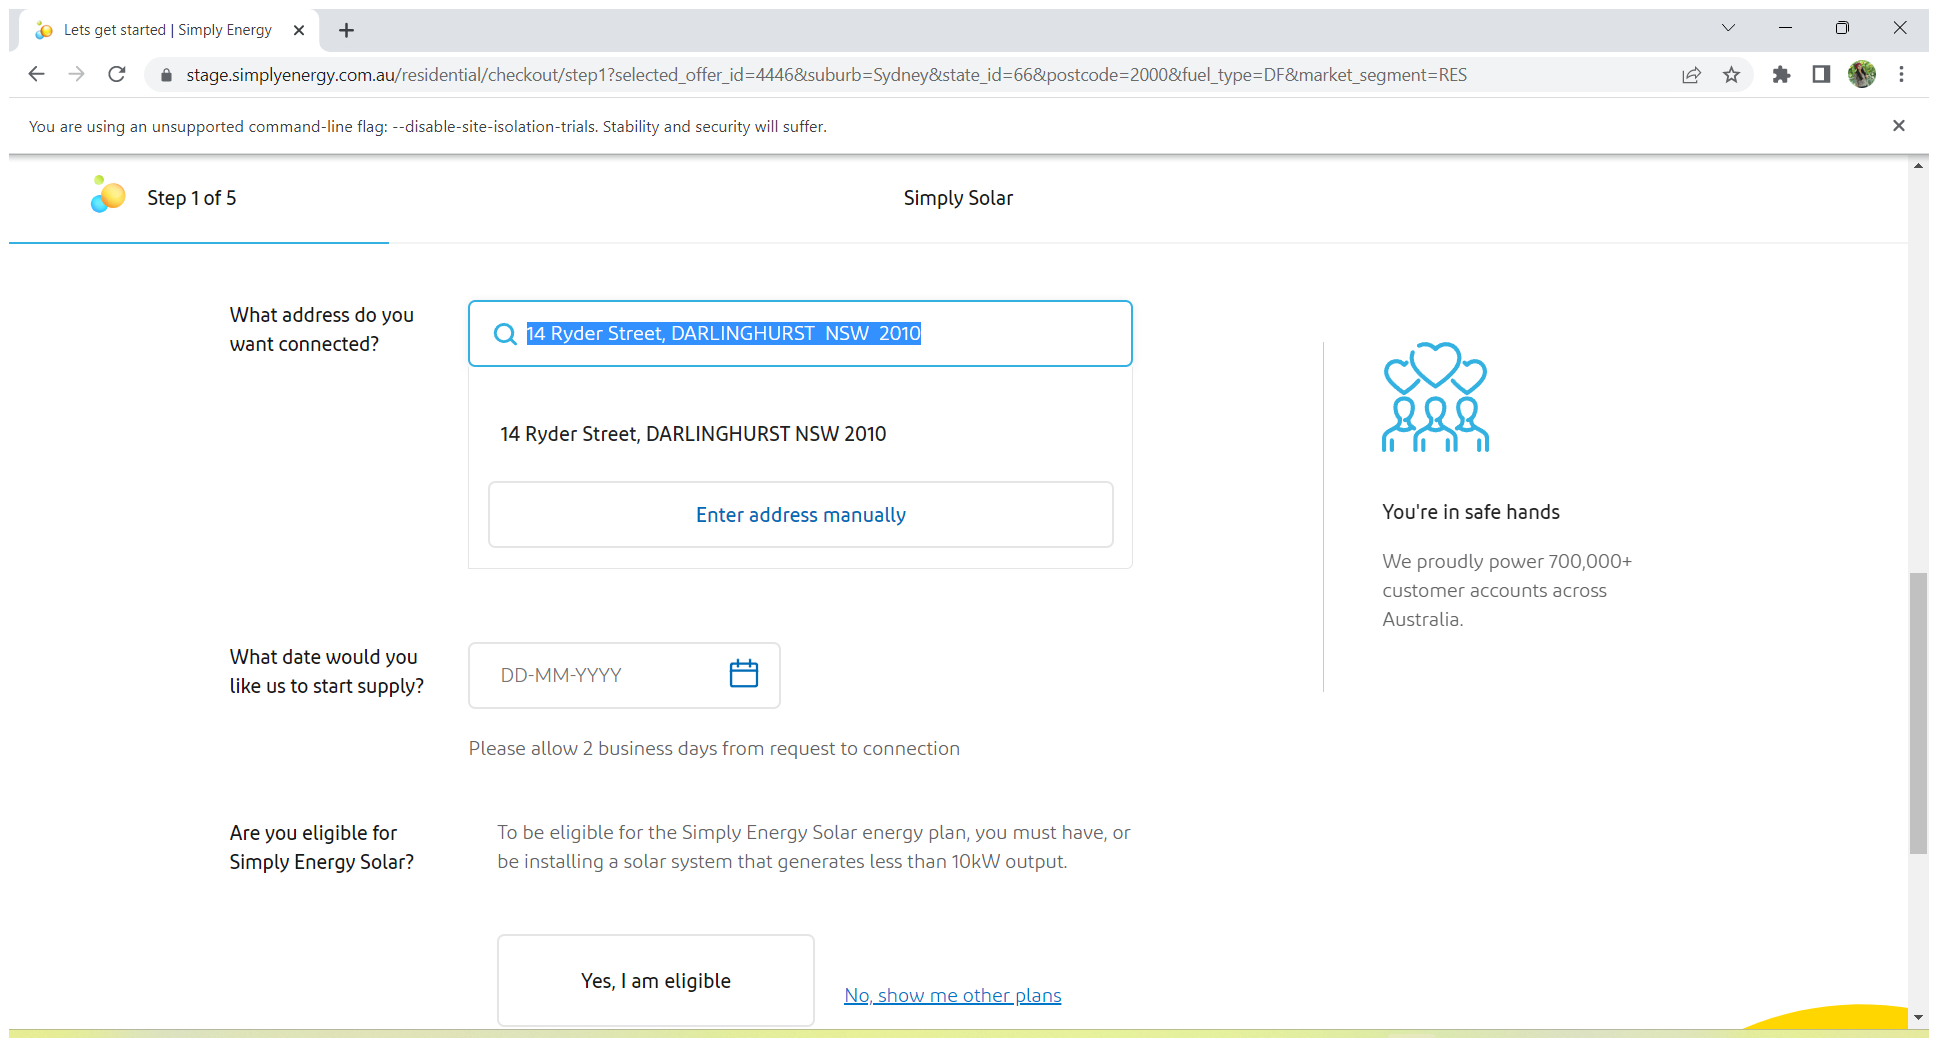 Lets get started | Simply Energy
stage.simplyenergy.com.au/residential/checkout/step1?selected_offer_id=4446&suburb=Sydney&state_id=66&postcode=2000&fuel_type=DF&market_segment=RES
You are using an unsupported command-line flag: --disable-site-isolation-trials. Stability and security will suffer.
Step 1 of 5
Simply Solar
What address do you
want connected?
14 Ryder Street, DARLINGHURST  NSW  2010
14 Ryder Street, DARLINGHURST NSW 2010
Enter address manually
You're in safe hands
We proudly power 700,000+
customer accounts across
Australia.
What date would you
like us to start supply?
DD-MM-YYYY
Please allow 2 business days from request to connection
Are you eligible for
Simply Energy Solar?
To be eligible for the Simply Energy Solar energy plan, you must have, or
be installing a solar system that generates less than 10kW output.
Yes, I am eligible
No, show me other plans